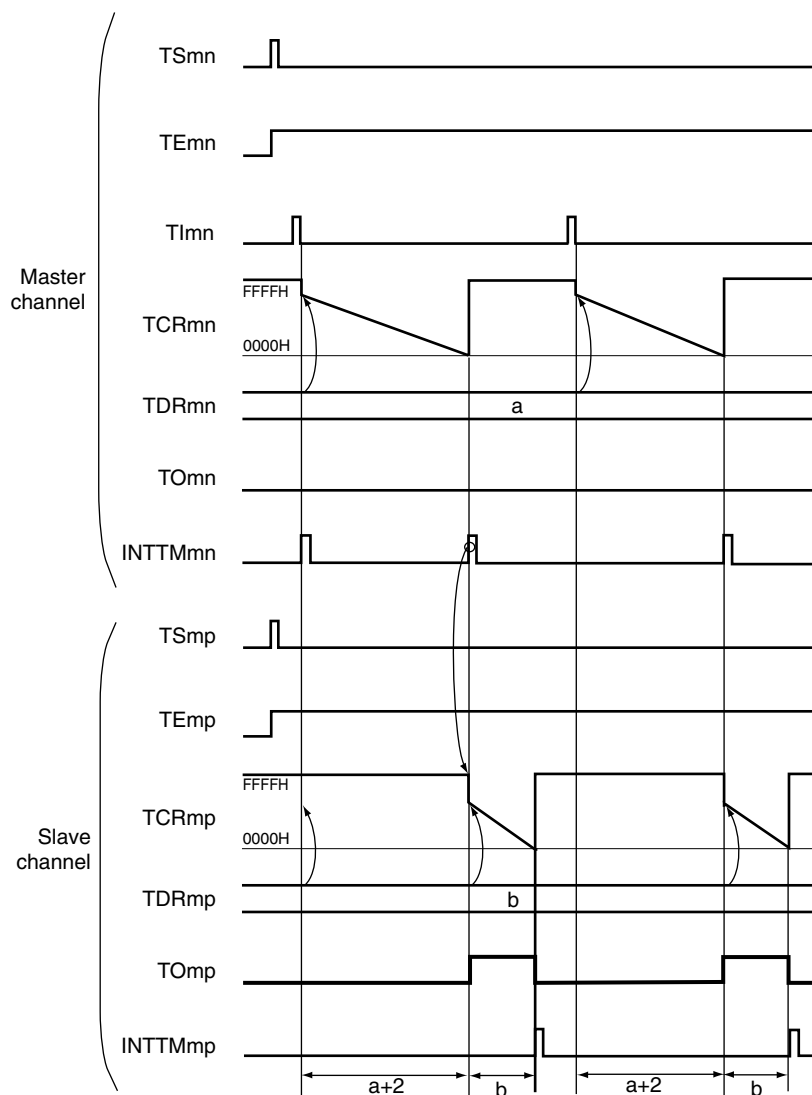 TSmn
TEmn
TImn
Master
channel
FFFFH
TCRmn
0000H
TDRmn
a
TOmn
INTTMmn
TSmp
TEmp
FFFFH
TCRmp
Slave
channel
0000H
TDRmp
b
TOmp
INTTMmp
a+2 b a+2 b